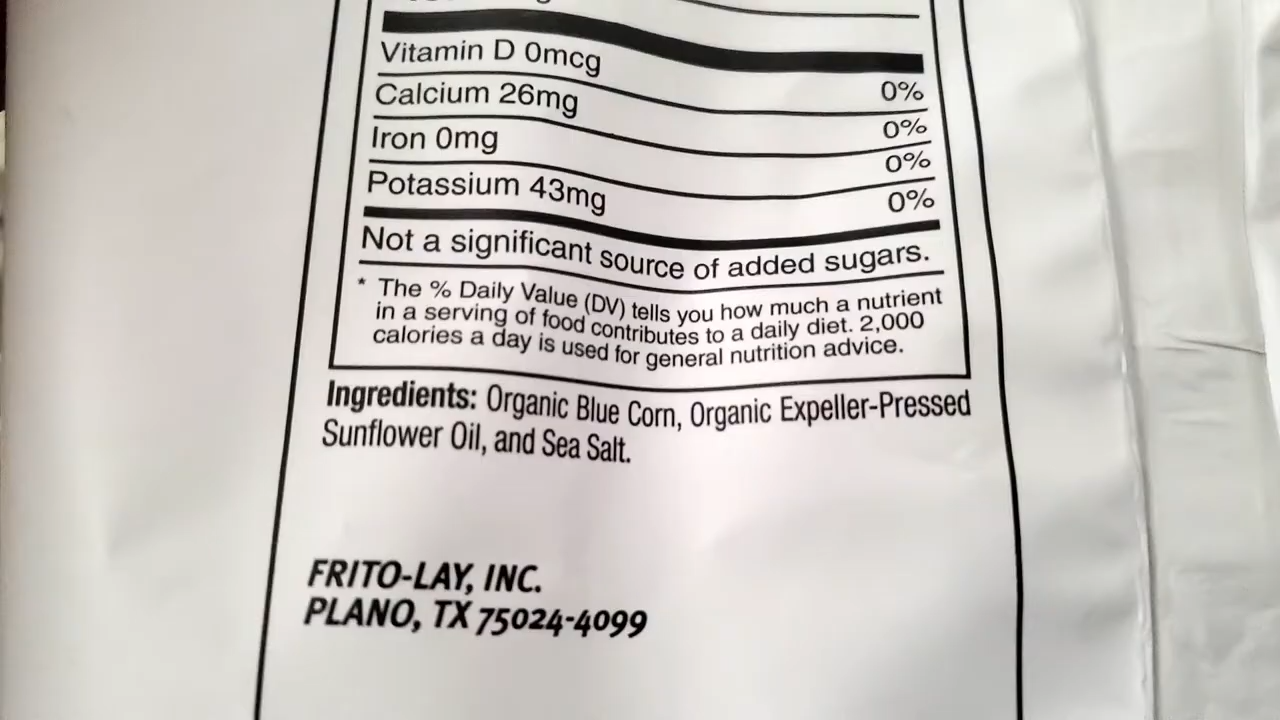 Vitamin D 0mcg 0%
Calcium 26mg 0%
Iron 0mg 0%
Potassium 43mg 0%
Not a significant source of added sugars.
* The % Daily Value (DV) tells you how much a nutrient
in a serving of food contributes to a daily diet. 2,000
calories a day is used for general nutrition advice.
Ingredients: Organic Blue Corn, Organic Expeller-Pressed
Sunflower Oil, and Sea Salt.
FRITO-LAY, INC.
PLANO, TX 75024-4099